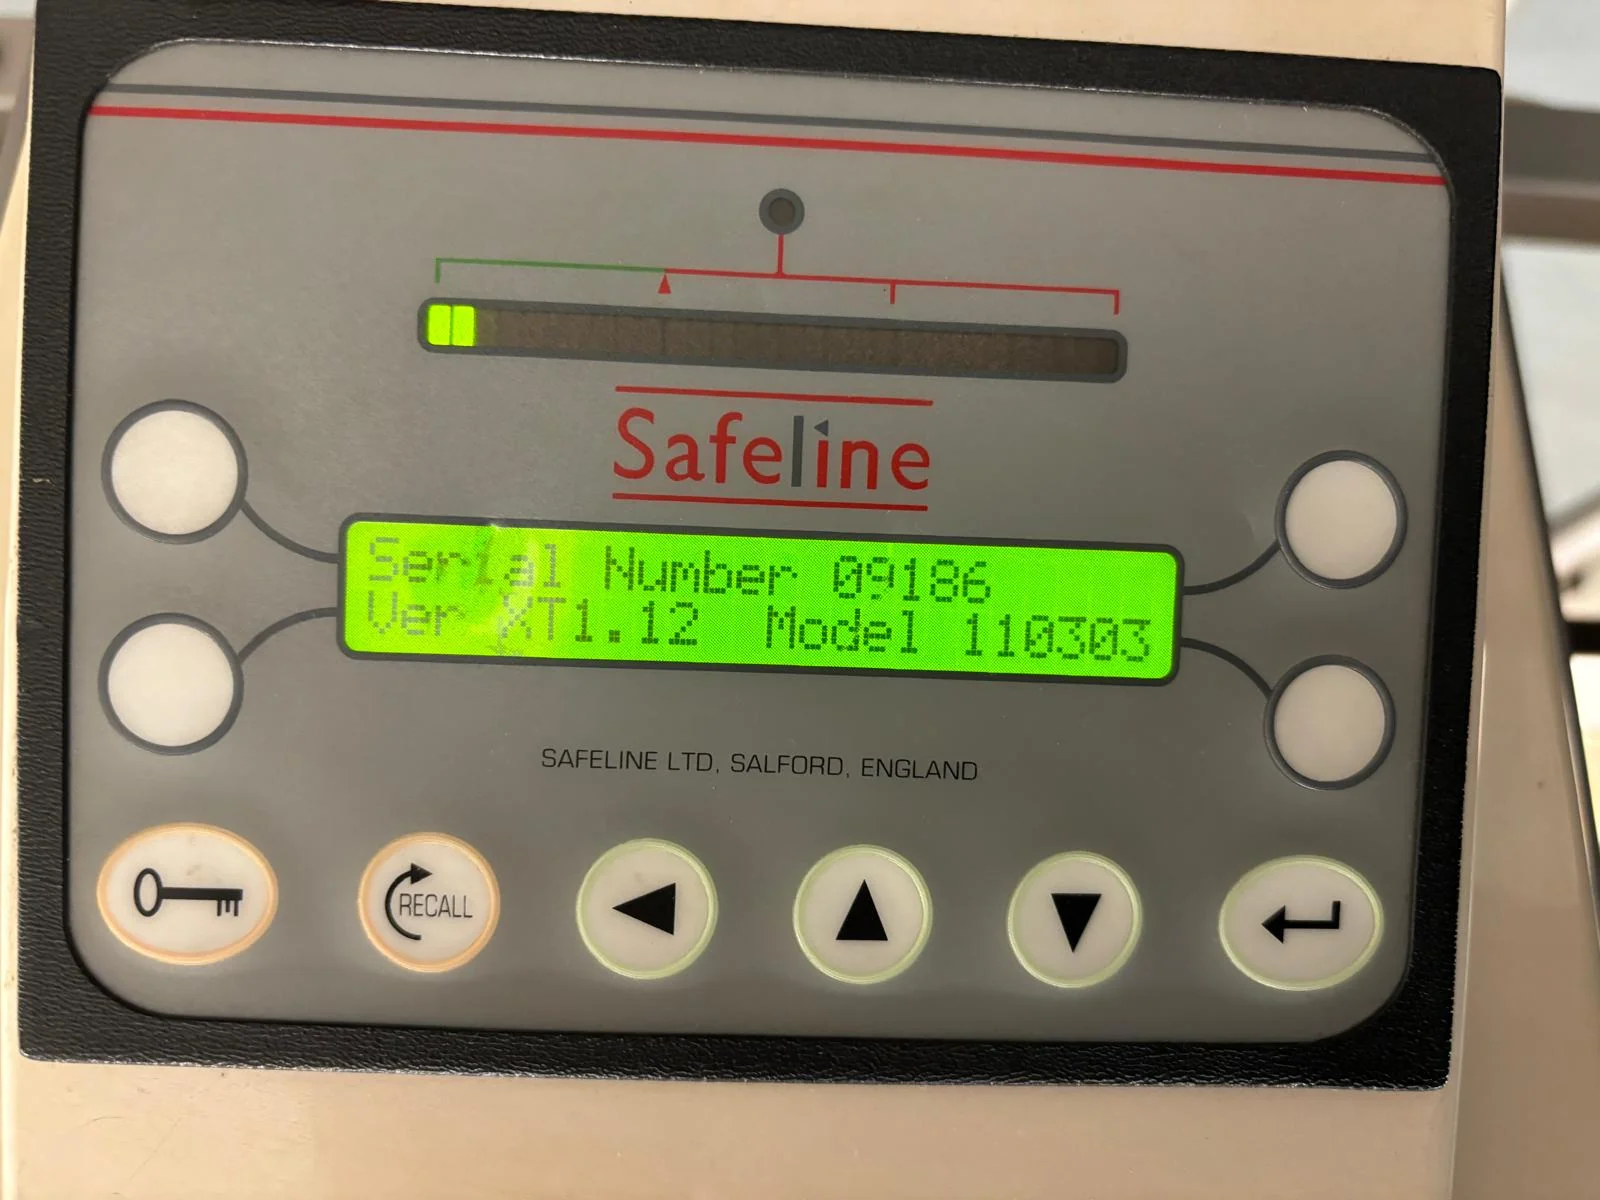 Safeline
Serial Number 09186
Ver XT1.12 Model 110303
SAFELINE LTD, SALFORD, ENGLAND
RECALL